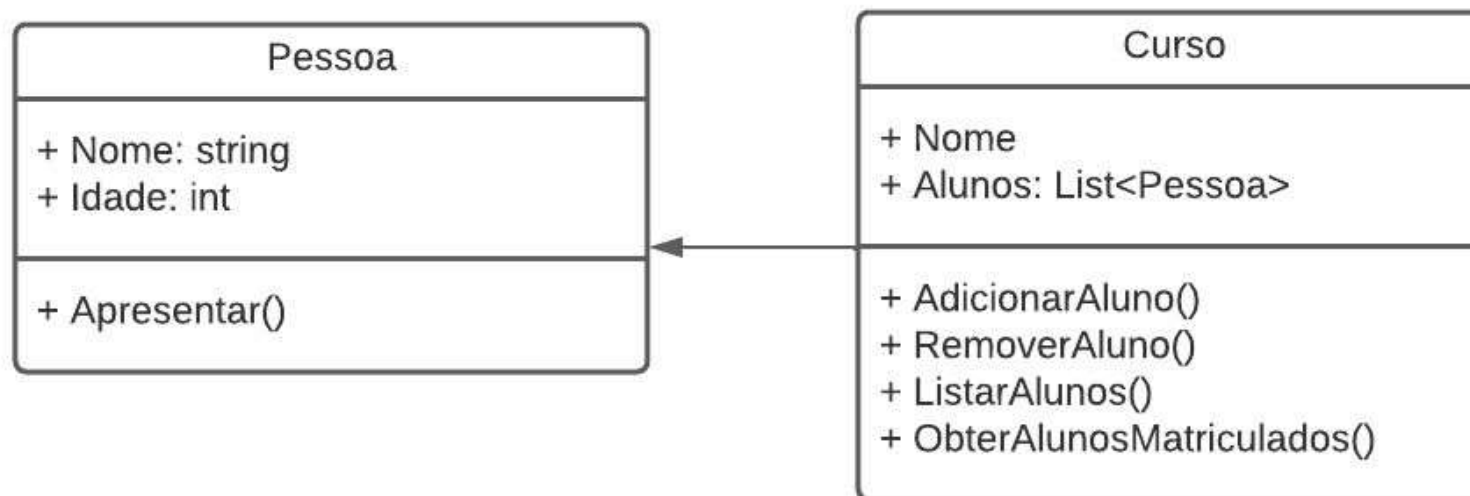 Pessoa
+ Nome: string
+ Idade: int
+ Apresentar()
Curso
+ Nome
+ Alunos: List<Pessoa>
+ AdicionarAluno()
+ RemoverAluno()
+ ListarAlunos()
+ ObterAlunosMatriculados()